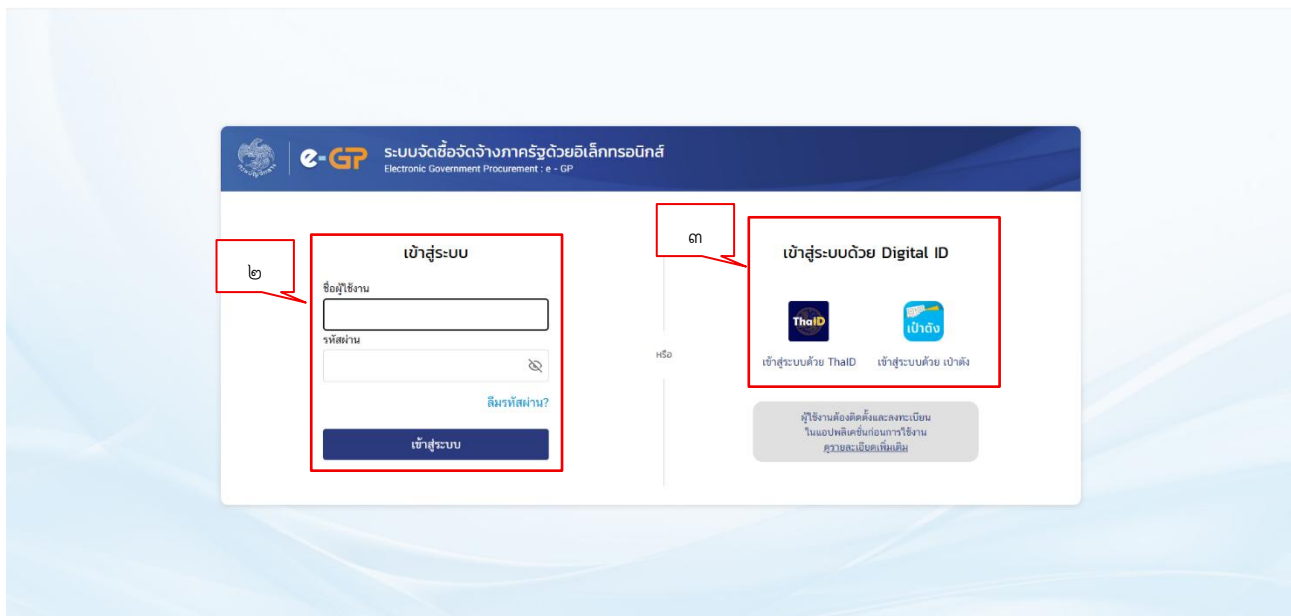 e-GP
ระบบจัดซื้อจัดจ้างภาครัฐด้วยอิเล็กทรอนิกส์
Electronic Government Procurement : e - GP
๒
เข้าสู่ระบบ
ชื่อผู้ใช้งาน
รหัสผ่าน
ลืมรหัสผ่าน?
เข้าสู่ระบบ
หรือ
๓
เข้าสู่ระบบด้วย Digital ID
ThaiD
เป๋าตัง
เข้าสู่ระบบด้วย ThaID
เข้าสู่ระบบด้วย เป๋าตัง
ผู้ใช้งานต้องติดตั้งและลงทะเบียน
ในแอปพลิเคชั่นก่อนการใช้งาน
ดูรายละเอียดเพิ่มเติม